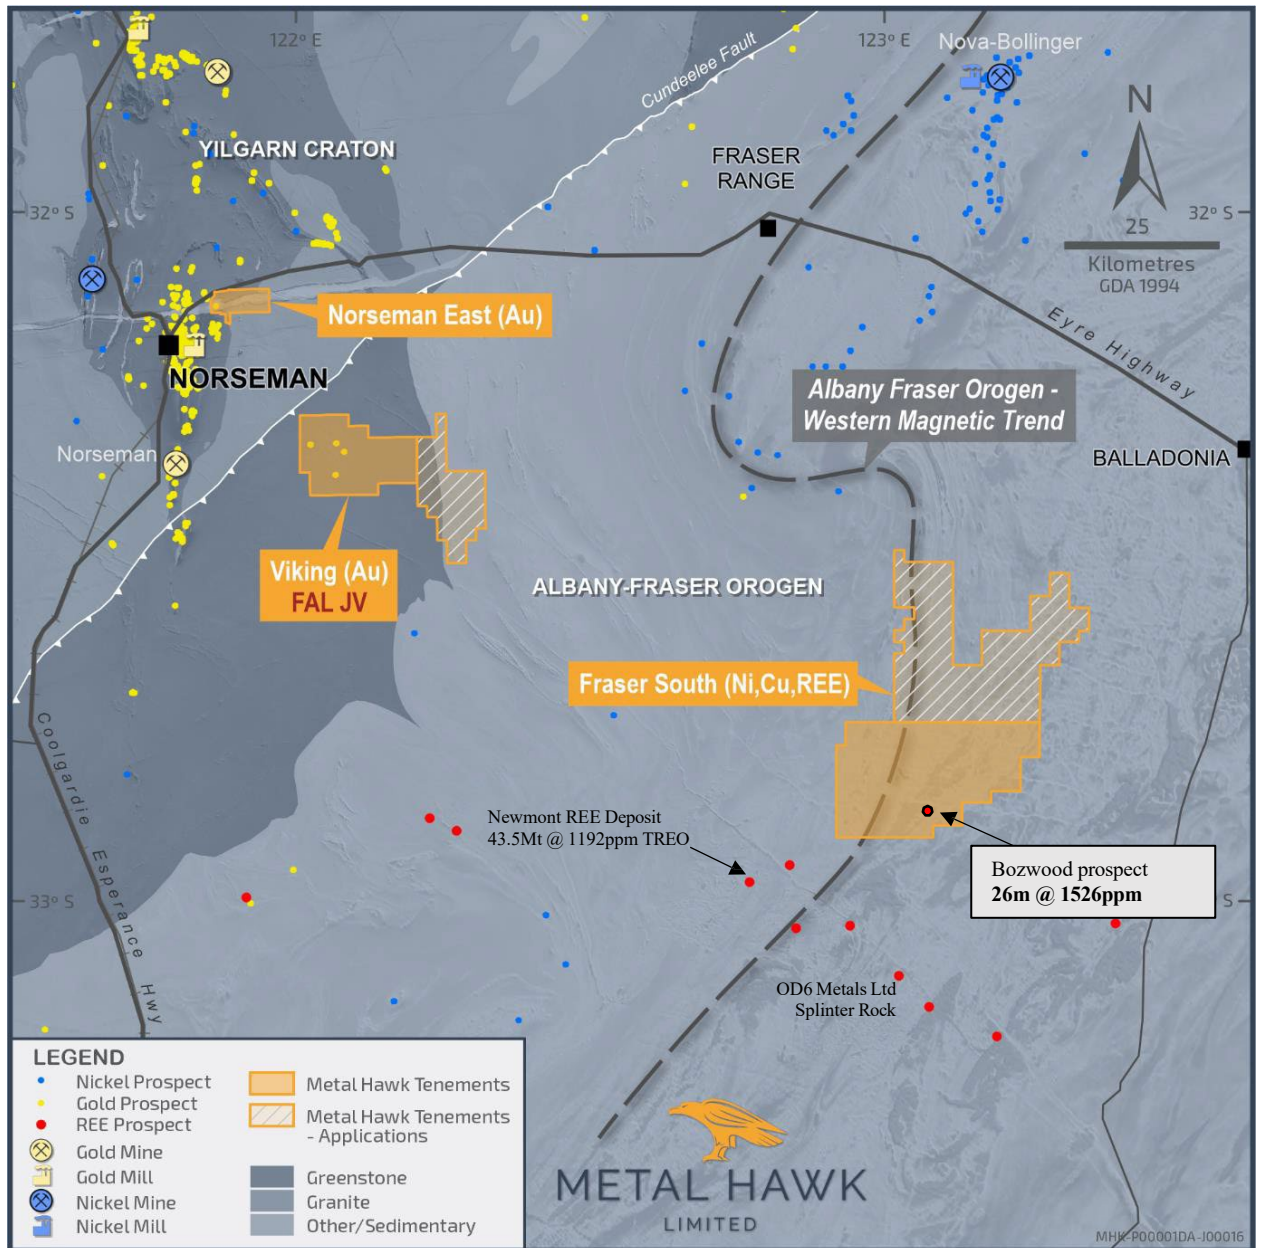 122° E
123° E
Nova-Bollinger
Cundeelee Fault
N
YILGARN CRATON
FRASER
RANGE
32° S
32° S
25
Kilometres
GDA 1994
Norseman East (Au)
Eyre Highway
NORSEMAN
Albany Fraser Orogen -
Western Magnetic Trend
Norseman
BALLADONIA
Viking (Au)
FAL JV
ALBANY-FRASER OROGEN
Fraser South (Ni,Cu,REE)
Coolgardie Esperance Hwy
Newmont REE Deposit
43.5Mt @ 1192ppm TREO
Bozwood prospect
26m @ 1526ppm
33° S
S
OD6 Metals Ltd
Splinter Rock
LEGEND
Nickel Prospect
Gold Prospect
REE Prospect
Gold Mine
Gold Mill
Nickel Mine
Nickel Mill
Metal Hawk Tenements
Metal Hawk Tenements
- Applications
Greenstone
Granite
Other/Sedimentary
METAL HAWK
LIMITED
MHK-P00001DA-J00016